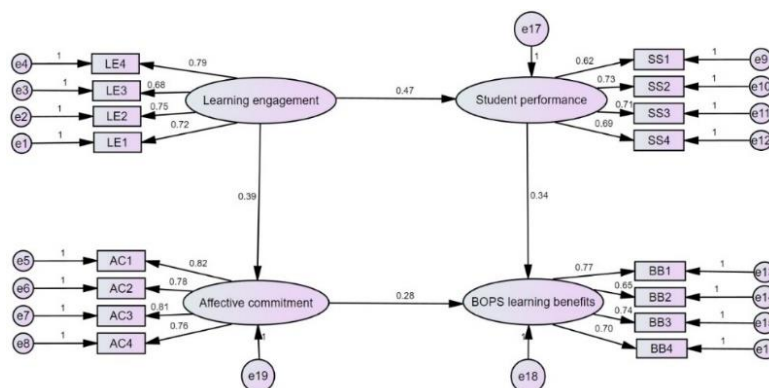 e17
e4 1 LE4 0.79
SS1 1 e9
0.62
e3 1 LE3 0.68
SS2 1 e10
0.73
Learning engagement 0.47 Student performance
e2 1 LE2 0.75
SS3 1 e11
0.71
e1 1 LE1 0.72
SS4 1 e12
0.69
1
0.39
0.34
e5 1 AC1 0.82
BB1 1
0.77
e6 1 AC2 0.78
BB2 1
0.65
Affective commitment 0.28 BOPS learning benefits
e7 1 AC3 0.81
BB3 1
0.74
e8 1 AC4 0.76
BB4 1
0.70
1
e19
e18